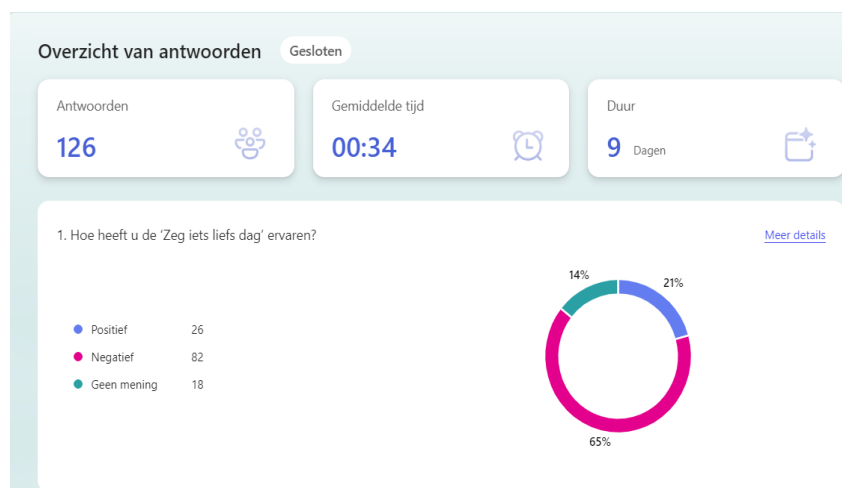 Overzicht van antwoorden Gesloten
Antwoorden
126
Gemiddelde tijd
00:34
Duur
9 Dagen
1. Hoe heeft u de ‘Zeg iets liefs dag’ ervaren?
Meer details
Positief 26
Negatief 82
Geen mening 18
14%
21%
65%